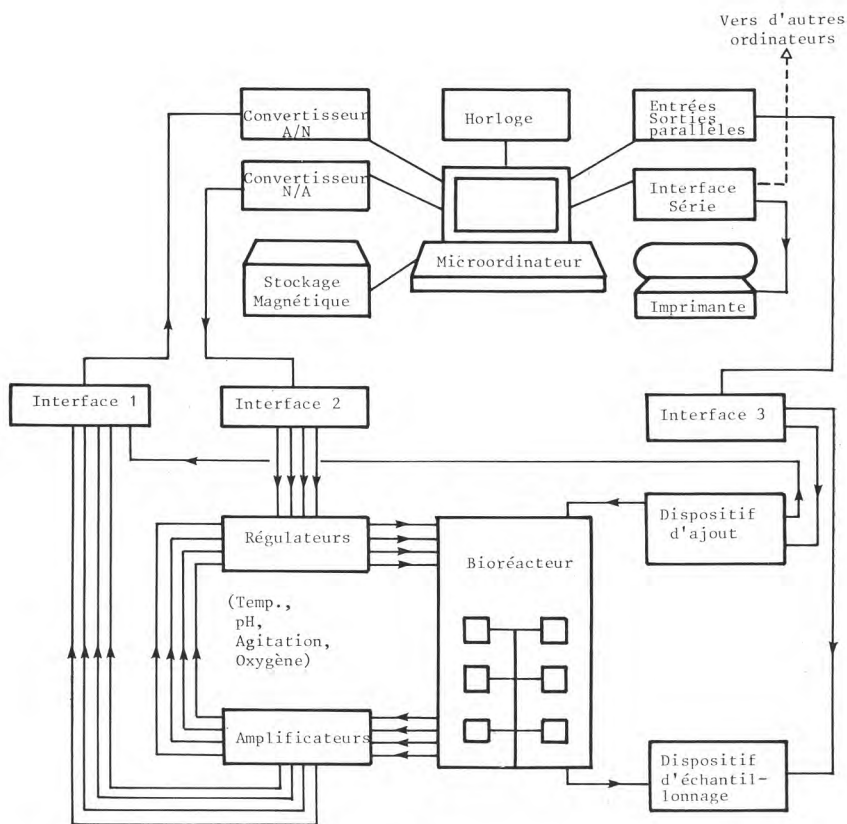 Vers d'autres
ordinateurs
Convertisseur
A/N
Horloge
Entrées
Sorties
parallèles
Convertisseur
N/A
Interface
Série
Microordinateur
Stockage
Magnétique
Imprimante
Interface 1
Interface 2
Interface 3
Régulateurs
Bioréacteur
Dispositif
d'ajout
(Temp.,
pH,
Agitation,
Oxygène)
Amplificateurs
Dispositif
d'échantil-
lonnage